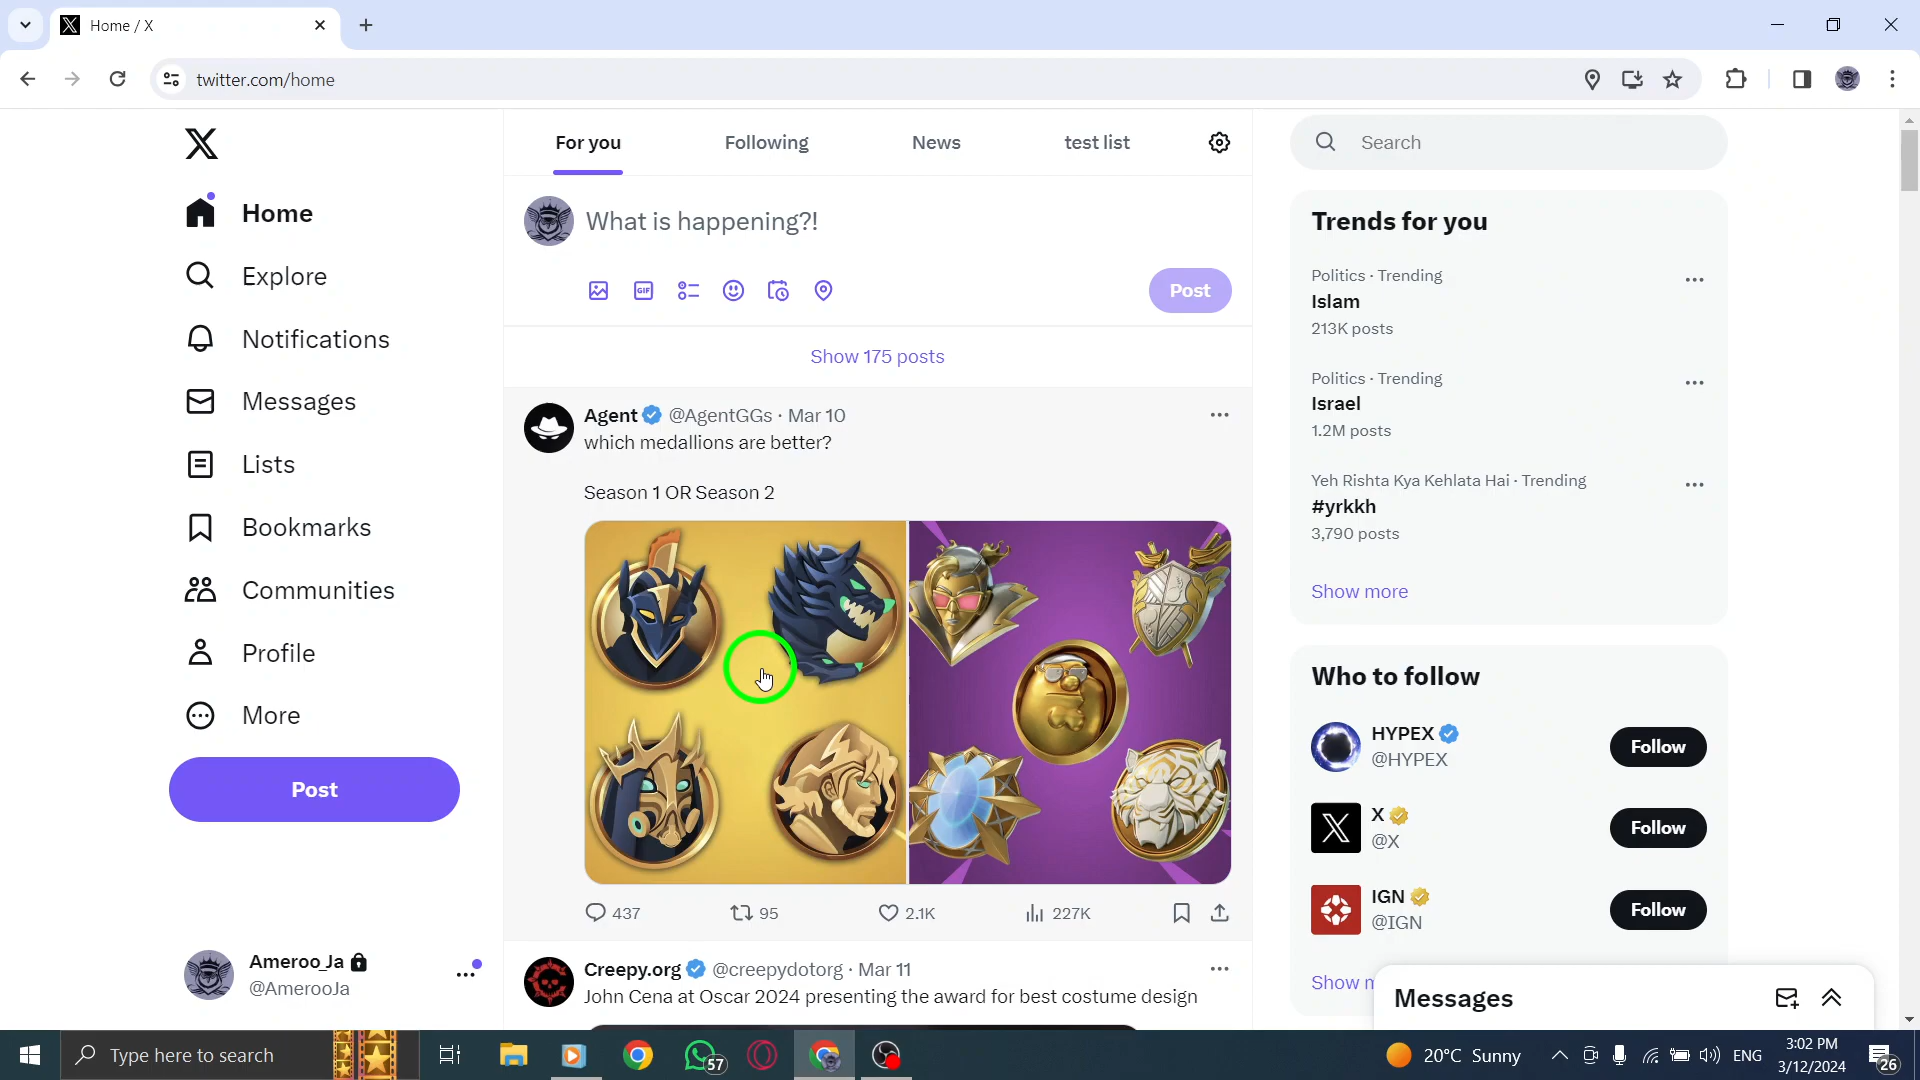 Home / X
twitter.com/home
Home
Explore
Notifications
Messages
Lists
Bookmarks
Communities
Profile
More
Post
Ameroo_Ja
@AmerooJa
For you
Following
News
test list
What is happening?!
GIF
Post
Show 175 posts
Agent @AgentGGs · Mar 10
which medallions are better?
Season 1 OR Season 2
437
95
2.1K
227K
Creepy.org @creepydotorg · Mar 11
John Cena at Oscar 2024 presenting the award for best costume design
Search
Trends for you
Politics · Trending
Islam
213K posts
Politics · Trending
Israel
1.2M posts
Yeh Rishta Kya Kehlata Hai · Trending
#yrkkh
3,790 posts
Show more
Who to follow
HYPEX
@HYPEX
Follow
X
@X
Follow
IGN
@IGN
Follow
Show m
Messages
Type here to search
57
20°C Sunny
ENG
3:02 PM
3/12/2024
26